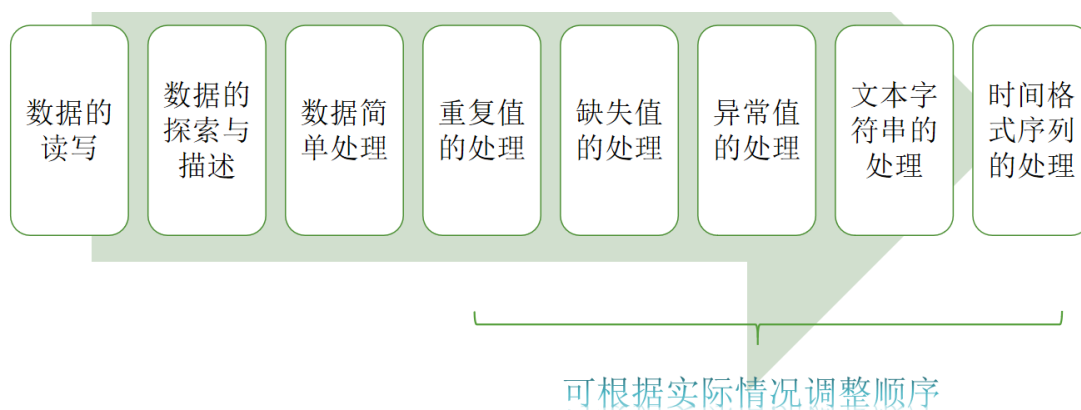 数据的
读写
数据的
探索与
描述
数据简
单处理
重复值
的处理
缺失值
的处理
异常值
的处理
文本字
符串的
处理
时间格
式序列
的处理
可根据实际情况调整顺序